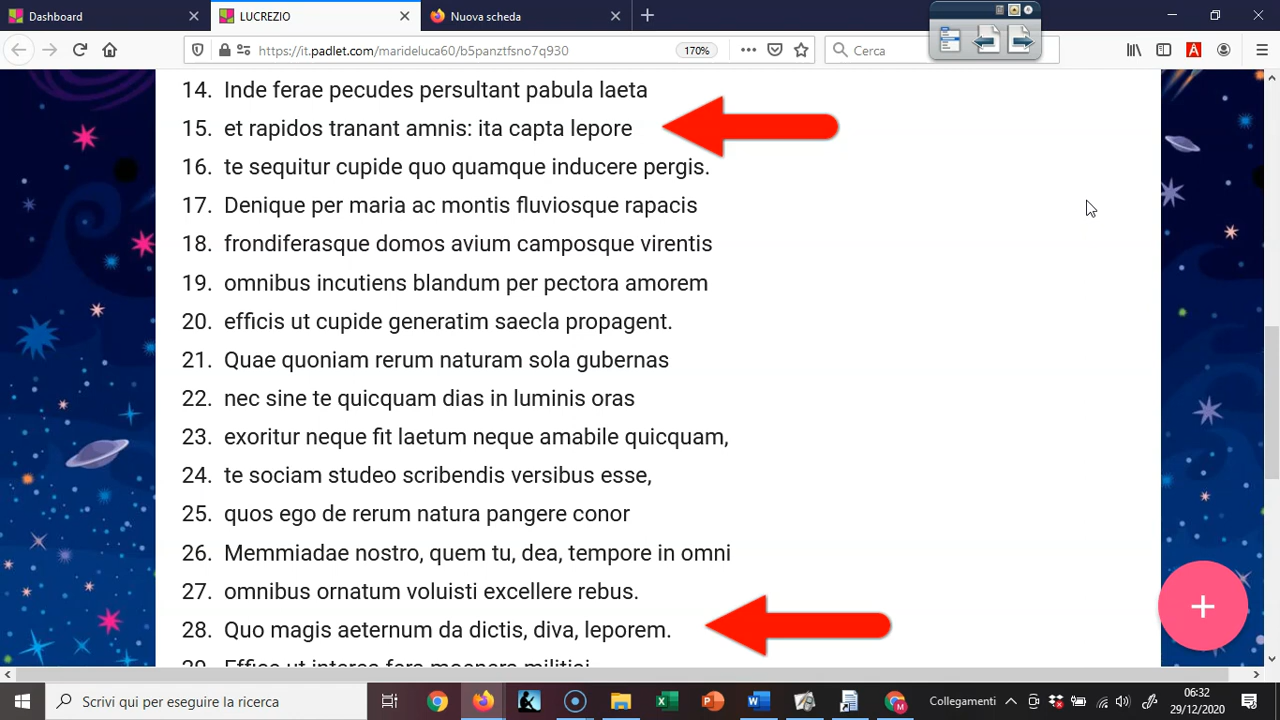 Dashboard
LUCREZIO
Nuova scheda
https://it.padlet.com/marideluca60/b5panztfsno7q930
170%
Cerca
14. Inde ferae pecudes persultant pabula laeta
15. et rapidos tranant amnis: ita capta lepore
16. te sequitur cupide quo quamque inducere pergis.
17. Denique per maria ac montis fluviosque rapacis
18. frondiferasque domos avium camposque virentis
19. omnibus incutiens blandum per pectora amorem
20. efficis ut cupide generatim saecla propagent.
21. Quae quoniam rerum naturam sola gubernas
22. nec sine te quicquam dias in luminis oras
23. exoritur neque fit laetum neque amabile quicquam,
24. te sociam studeo scribendis versibus esse,
25. quos ego de rerum natura pangere conor
26. Memmiadae nostro, quem tu, dea, tempore in omni
27. omnibus ornatum voluisti excellere rebus.
28. Quo magis aeternum da dictis, diva, leporem.
29. Effice ut interea fera moenera militiai
Scrivi qui per eseguire la ricerca
Collegamenti
06:32
29/12/2020